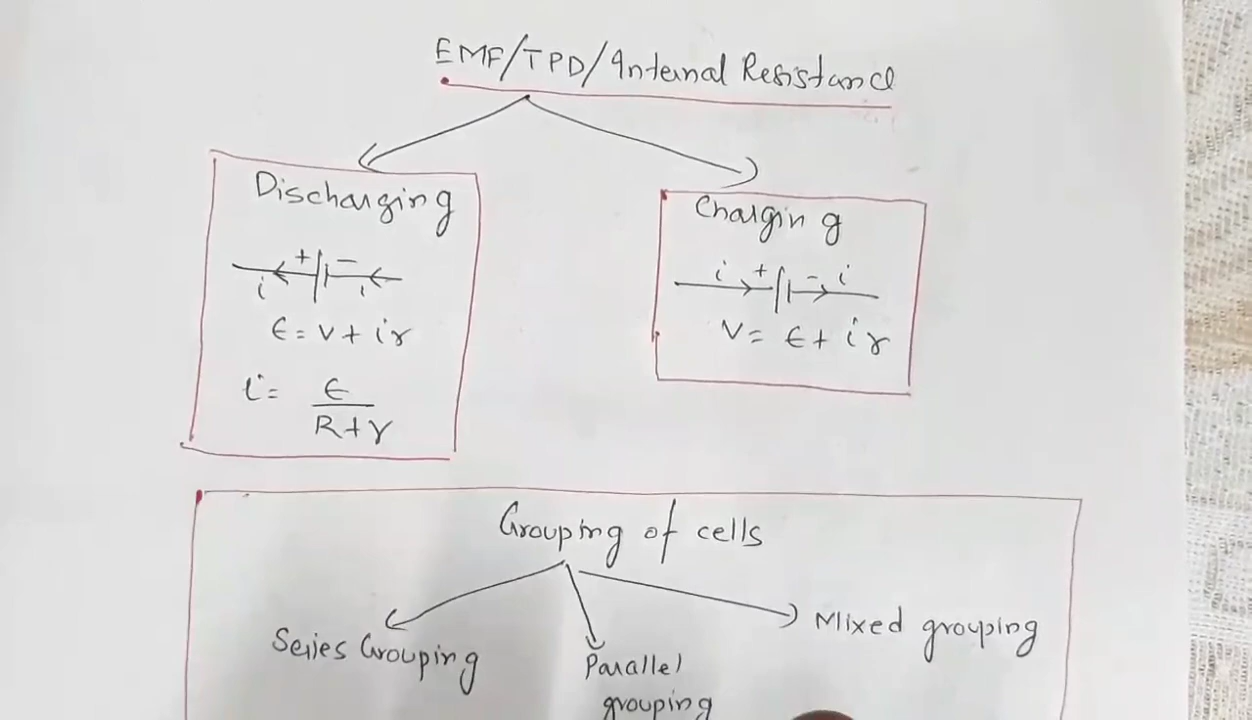 EMF/TPD/Internal Resistance
Discharging
+ -
i i
ϵ = v + ir
i = ϵ / R+r
Charging
i + - i
V = ϵ + ir
Grouping of cells
Series Grouping
Parallel
grouping
Mixed grouping